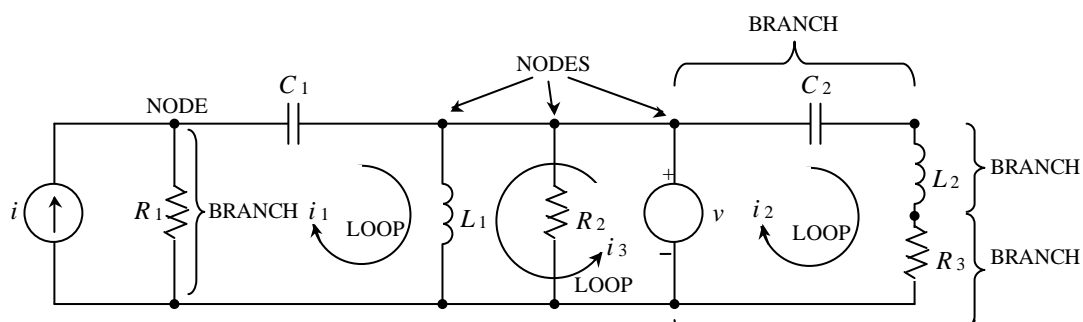 BRANCH
NODES
C 1
C 2
NODE
BRANCH
L 2
+
i
R 1
BRANCH
i 1
LOOP
L 1
R 2
v
i 2
LOOP
i 3
LOOP
−
R 3
BRANCH